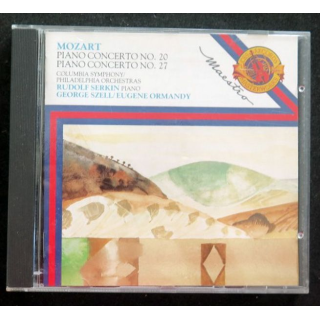 MOZART
PIANO CONCERTO NO. 20
PIANO CONCERTO NO. 27
COLUMBIA SYMPHONY
PHILADELPHIA ORCHESTRAS
RUDOLF SERKIN PIANO
GEORGE SZELL/EUGENE ORMANDY
Maestro